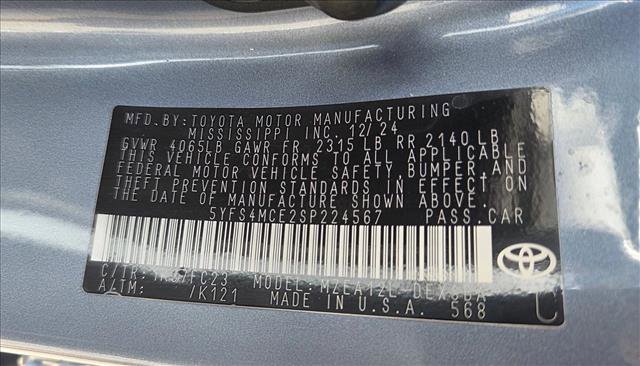 MFD.BY:TOYOTA MOTOR MANUFACTURING
MISSISSIPPI INC. 12/24
GVWR 4065LB GAWR FR 2315LB RR 2140LB
THIS VEHICLE CONFORMS TO ALL APPLICABLE
FEDERAL MOTOR VEHICLE SAFETY, BUMPER, AND
THEFT PREVENTION STANDARDS IN EFFECT ON
THE DATE OF MANUFACTURE SHOWN ABOVE.
5YFS4MCE2SP224567 PASS.CAR
C/TR: MODEL:
A/TM: /K121 MADE IN U.S.A. 568